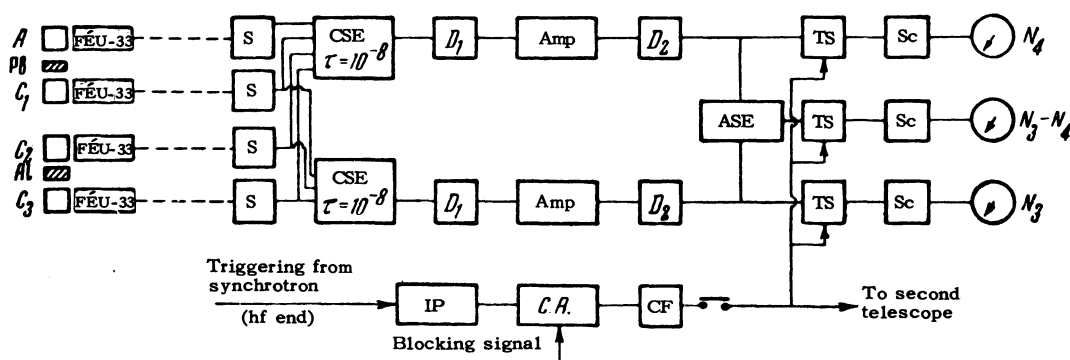 A FÉU-33 S CSE τ=10⁻⁸ D₁ Amp D₂ TS Sc N₄
Pb
C₁ FÉU-33 S
ASE TS Sc N₃-N₄
C₂ FÉU-33 S
Al
C₃ FÉU-33 S CSE τ=10⁻⁸ D₁ Amp D₂ TS Sc N₃
Triggering from
synchrotron
(hf end)
IP C.A. CF
To second
telescope
Blocking signal